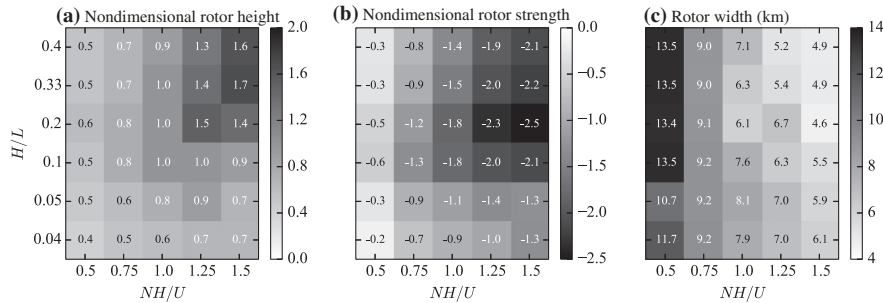 (a) Nondimensional rotor height
(b) Nondimensional rotor strength
(c) Rotor width (km)
H/L
0.4 0.5 0.7 0.9 1.3 1.6
0.33 0.5 0.7 1.0 1.4 1.7
0.2 0.6 0.8 1.0 1.5 1.4
0.1 0.5 0.8 1.0 1.0 0.9
0.05 0.5 0.6 0.8 0.9 0.7
0.04 0.4 0.5 0.6 0.7 0.7
0.5 0.75 1.0 1.25 1.5
NH/U
2.0
1.6
1.2
0.8
0.4
0.0
−0.3 −0.8 −1.4 −1.9 −2.1
−0.3 −0.9 −1.5 −2.0 −2.2
−0.5 −1.2 −1.8 −2.3 −2.5
−0.6 −1.3 −1.8 −2.0 −2.1
−0.3 −0.9 −1.1 −1.4 −1.3
−0.2 −0.7 −0.9 −1.0 −1.3
0.5 0.75 1.0 1.25 1.5
NH/U
0.0
−0.5
−1.0
−1.5
−2.0
−2.5
13.5 9.0 7.1 5.2 4.9
13.5 9.0 6.3 5.4 4.9
13.4 9.1 6.1 6.7 4.6
13.5 9.2 7.6 6.3 5.5
10.7 9.2 8.1 7.0 5.9
11.7 9.2 7.9 7.0 6.1
0.5 0.75 1.0 1.25 1.5
NH/U
14
12
10
8
6
4